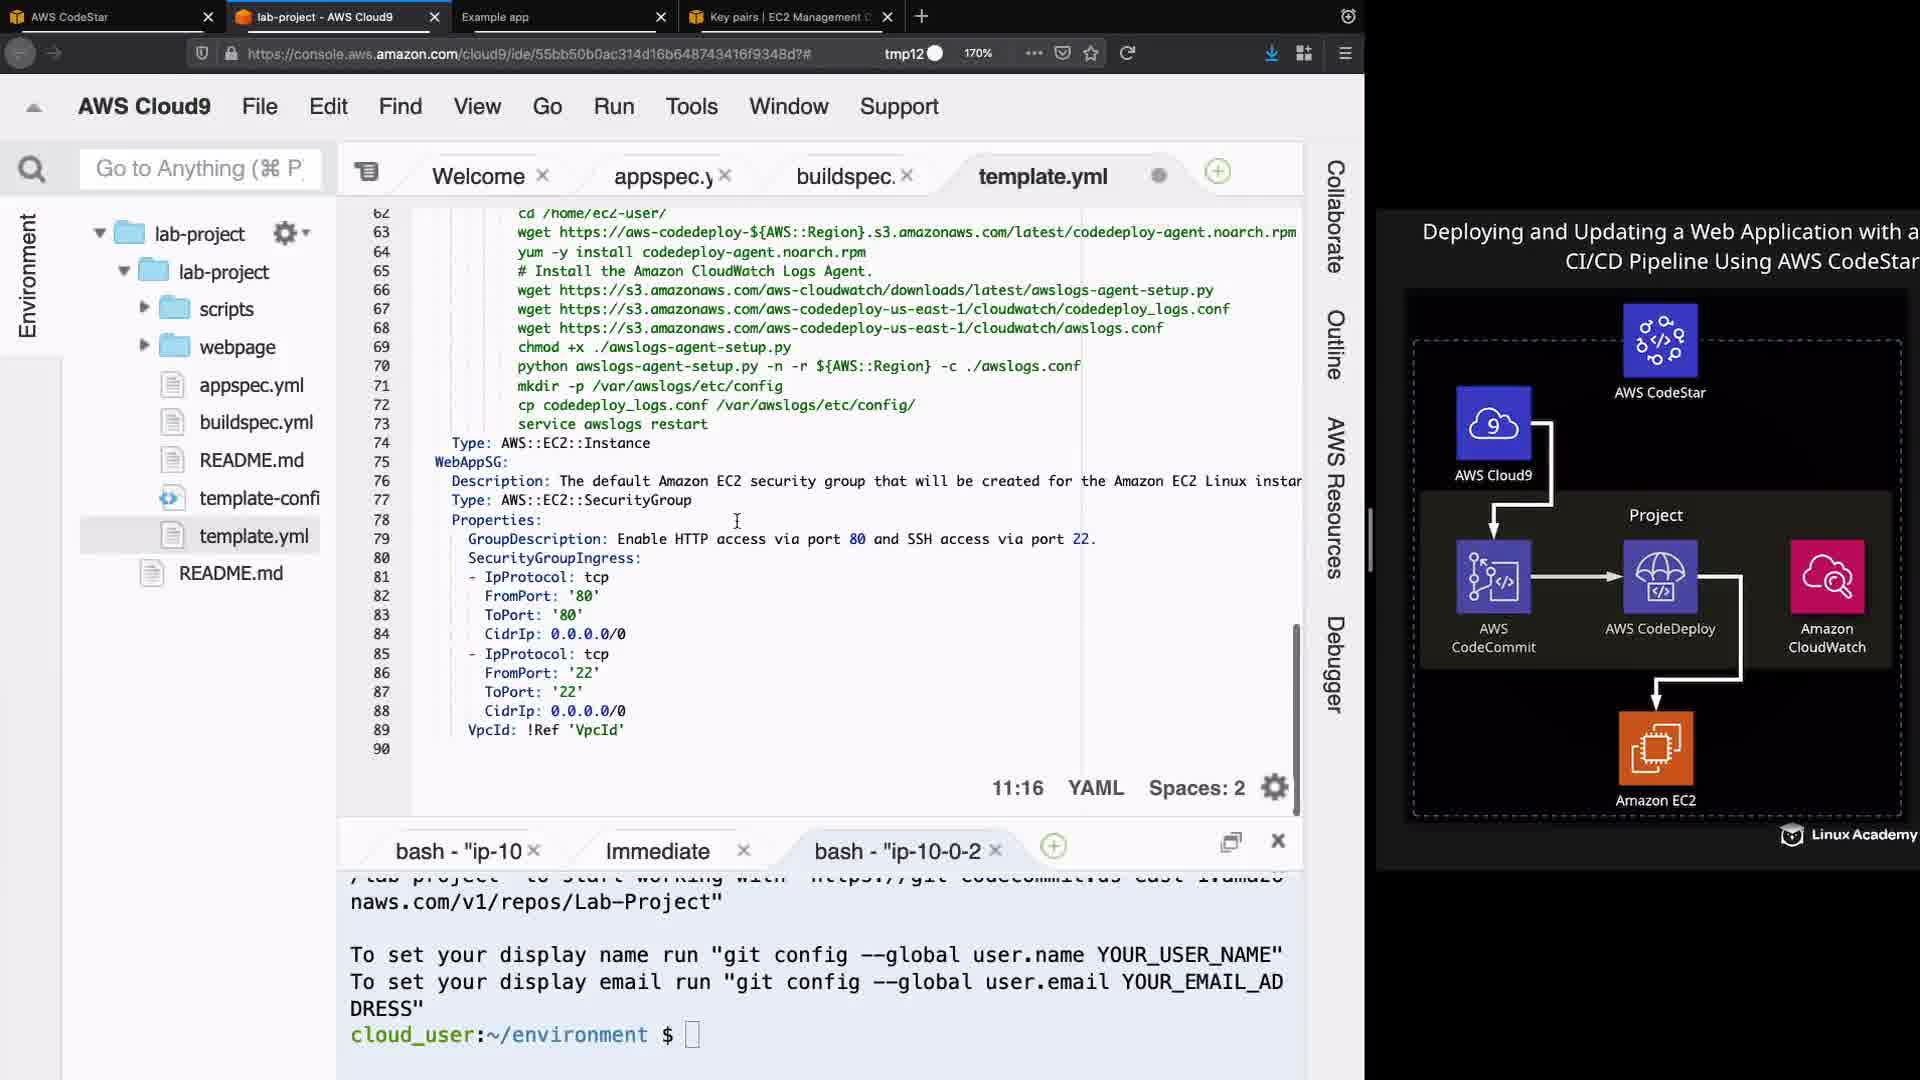 AWS CodeStar
lab-project - AWS Cloud9
Example app
Key pairs | EC2 Management
https://console.aws.amazon.com/cloud9/ide/55bb50b0ac314d16b648743416f9348d?#
tmp12
170%
AWS Cloud9 File Edit Find View Go Run Tools Window Support
Go to Anything (⌘ P)
Welcome
appspec.y
buildspec.
template.yml
Environment
lab-project
lab-project
scripts
webpage
appspec.yml
buildspec.yml
README.md
template-confi
template.yml
README.md
62 cd /home/ec2-user/
63 wget https://aws-codedeploy-${AWS::Region}.s3.amazonaws.com/latest/codedeploy-agent.noarch.rpm
64 yum -y install codedeploy-agent.noarch.rpm
65 # Install the Amazon CloudWatch Logs Agent.
66 wget https://s3.amazonaws.com/aws-cloudwatch/downloads/latest/awslogs-agent-setup.py
67 wget https://s3.amazonaws.com/aws-codedeploy-us-east-1/cloudwatch/codedeploy_logs.conf
68 wget https://s3.amazonaws.com/aws-codedeploy-us-east-1/cloudwatch/awslogs.conf
69 chmod +x ./awslogs-agent-setup.py
70 python awslogs-agent-setup.py -n -r ${AWS::Region} -c ./awslogs.conf
71 mkdir -p /var/awslogs/etc/config
72 cp codedeploy_logs.conf /var/awslogs/etc/config/
73 service awslogs restart
74 Type: AWS::EC2::Instance
75 WebAppSG:
76 Description: The default Amazon EC2 security group that will be created for the Amazon EC2 Linux instan
77 Type: AWS::EC2::SecurityGroup
78 Properties:
79 GroupDescription: Enable HTTP access via port 80 and SSH access via port 22.
80 SecurityGroupIngress:
81 - IpProtocol: tcp
82 FromPort: '80'
83 ToPort: '80'
84 CidrIp: 0.0.0.0/0
85 - IpProtocol: tcp
86 FromPort: '22'
87 ToPort: '22'
88 CidrIp: 0.0.0.0/0
89 VpcId: !Ref 'VpcId'
90
11:16 YAML Spaces: 2
Collaborate
Outline
AWS Resources
Debugger
bash - "ip-10
Immediate
bash - "ip-10-0-2
naws.com/v1/repos/Lab-Project"
To set your display name run "git config --global user.name YOUR_USER_NAME"
To set your display email run "git config --global user.email YOUR_EMAIL_AD
DRESS"
cloud_user:~/environment $
Deploying and Updating a Web Application with a
CI/CD Pipeline Using AWS CodeStar
AWS CodeStar
9
AWS Cloud9
Project
AWS
CodeCommit
AWS CodeDeploy
Amazon
CloudWatch
Amazon EC2
Linux Academy